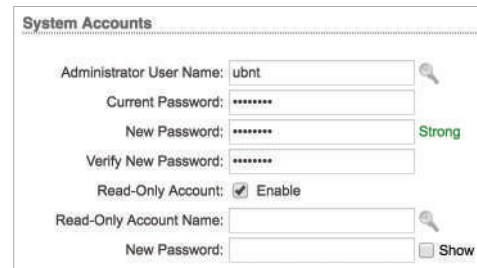 System Accounts
Administrator User Name: ubnt
Current Password: ••••••••
New Password: •••••••• Strong
Verify New Password: ••••••••
Read-Only Account: Enable
Read-Only Account Name:
New Password: Show